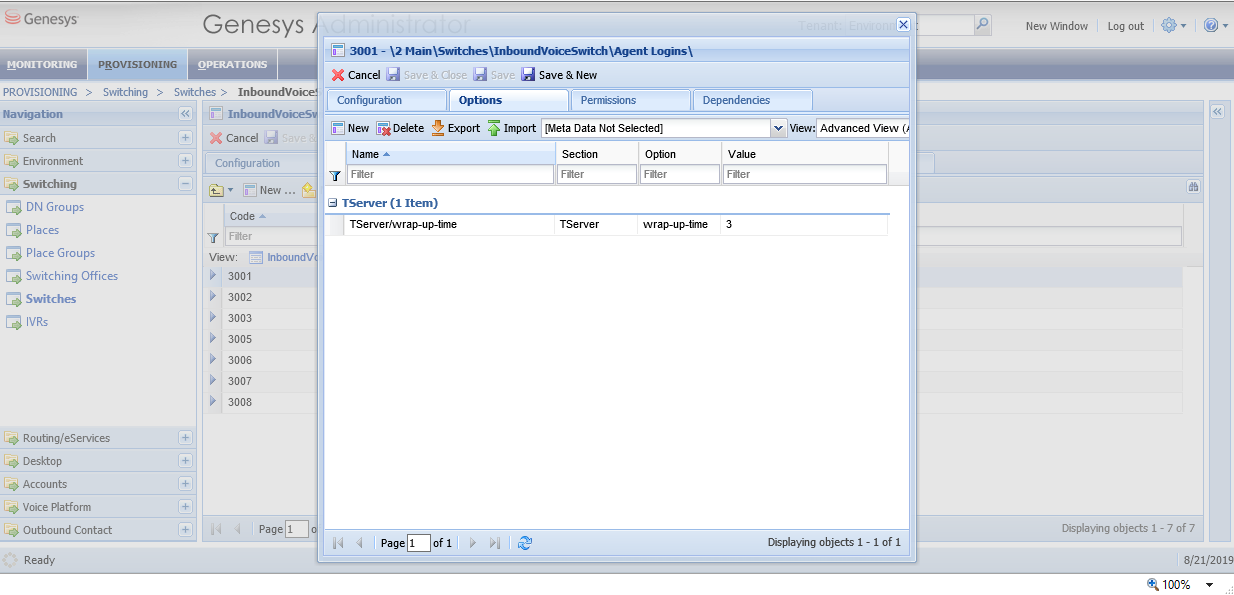 Genesys
Genesys Administrator
Tenant: Environment
New Window
Log out
MONITORING
PROVISIONING
OPERATIONS
PROVISIONING > Switching > Switches > InboundVoiceS
Navigation
Search
Environment
Switching
DN Groups
Places
Place Groups
Switching Offices
Switches
IVRs
Routing/eServices
Desktop
Accounts
Voice Platform
Outbound Contact
Ready
InboundVoiceSw
Cancel
Save &
Configuration
New ...
Code
Filter
View:
InboundVo
3001
3002
3003
3005
3006
3007
3008
Page 1 o
Displaying objects 1 - 7 of 7
8/21/2019
100%
3001 - \2 Main\Switches\InboundVoiceSwitch\Agent Logins\
Cancel Save & Close Save Save & New
Configuration Options Permissions Dependencies
New Delete Export Import [Meta Data Not Selected] View: Advanced View (
Name Section Option Value
Filter Filter Filter Filter
TServer (1 Item)
TServer/wrap-up-time TServer wrap-up-time 3
Page 1 of 1
Displaying objects 1 - 1 of 1